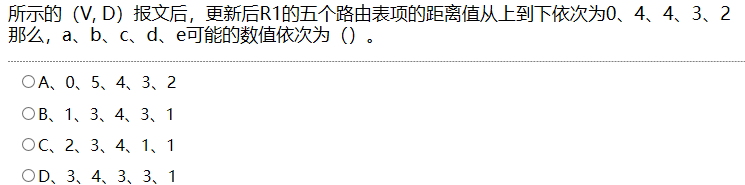 所示的（V, D）报文后，更新后R1的五个路由表项的距离值从上到下依次为0、4、4、3、2
那么，a、b、c、d、e可能的数值依次为（）。
A、0、5、4、3、2
B、1、3、4、3、1
C、2、3、4、1、1
D、3、4、3、3、1